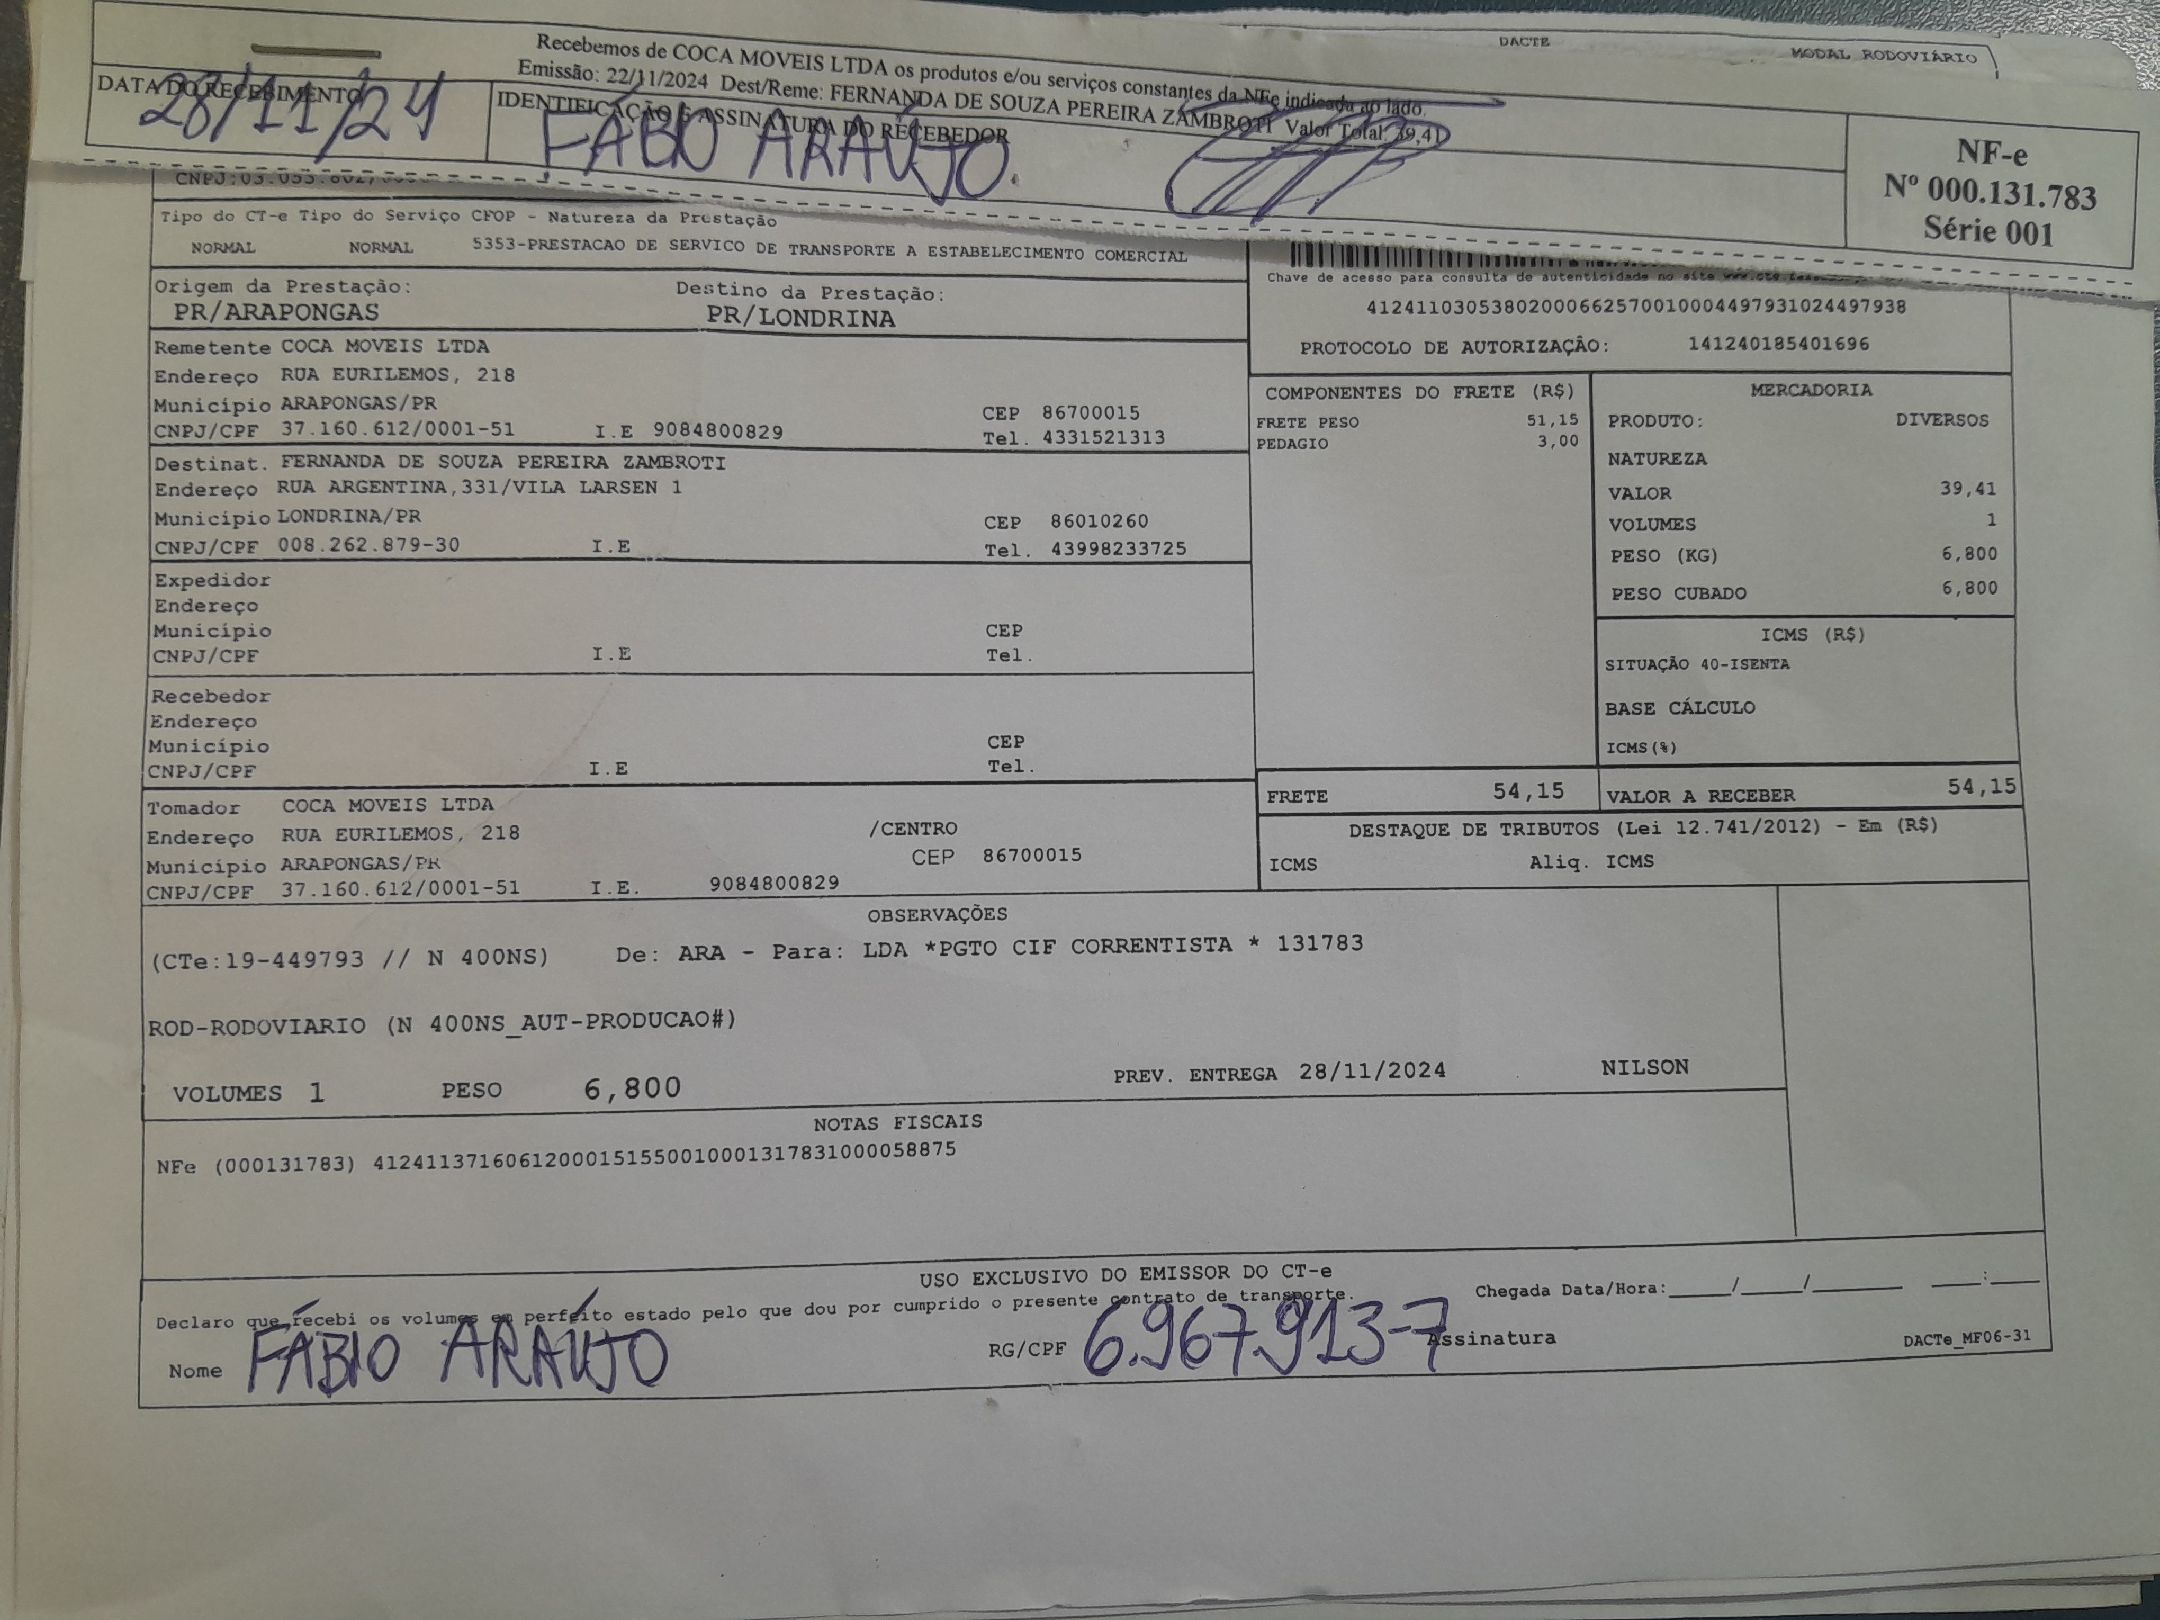 DACTE
MODAL RODOVIÁRIO
Recebemos de COCA MOVEIS LTDA os produtos e/ou serviços constantes da NFe indicada ao lado.
Emissão: 22/11/2024 Dest/Reme: FERNANDA DE SOUZA PEREIRA ZAMBROTI Valor Total: 39,41
DATA DO RECEBIMENTO
28/11/24
IDENTIFICAÇÃO E ASSINATURA DO RECEBEDOR
FÁBIO ARAÚJO.
NF-e
Nº 000.131.783
Série 001
Tipo do CT-e Tipo do Serviço CFOP - Natureza da Prestação
NORMAL NORMAL 5353-PRESTACAO DE SERVICO DE TRANSPORTE A ESTABELECIMENTO COMERCIAL
Chave de acesso para consulta de autenticidade no site
41241103053802000662570010004497931024497938
PROTOCOLO DE AUTORIZAÇÃO: 141240185401696
Origem da Prestação: Destino da Prestação:
PR/ARAPONGAS PR/LONDRINA
Remetente COCA MOVEIS LTDA
Endereço RUA EURILEMOS, 218
Município ARAPONGAS/PR CEP 86700015
CNPJ/CPF 37.160.612/0001-51 I.E 9084800829 Tel. 4331521313
Destinat. FERNANDA DE SOUZA PEREIRA ZAMBROTI
Endereço RUA ARGENTINA,331/VILA LARSEN 1
Município LONDRINA/PR CEP 86010260
CNPJ/CPF 008.262.879-30 I.E Tel. 43998233725
Expedidor
Endereço
Município CEP
CNPJ/CPF I.E Tel.
Recebedor
Endereço
Município CEP
CNPJ/CPF I.E Tel.
Tomador COCA MOVEIS LTDA
Endereço RUA EURILEMOS, 218 /CENTRO
Município ARAPONGAS/PR CEP 86700015
CNPJ/CPF 37.160.612/0001-51 I.E. 9084800829
COMPONENTES DO FRETE (R$)
FRETE PESO 51,15
PEDAGIO 3,00
MERCADORIA
PRODUTO: DIVERSOS
NATUREZA
VALOR 39,41
VOLUMES 1
PESO (KG) 6,800
PESO CUBADO 6,800
ICMS (R$)
SITUAÇÃO 40-ISENTA
BASE CÁLCULO
ICMS(%)
FRETE 54,15
VALOR A RECEBER 54,15
DESTAQUE DE TRIBUTOS (Lei 12.741/2012) - Em (R$)
ICMS Aliq. ICMS
OBSERVAÇÕES
(CTe:19-449793 // N 400NS) De: ARA - Para: LDA *PGTO CIF CORRENTISTA * 131783
ROD-RODOVIARIO (N 400NS_AUT-PRODUCAO#)
VOLUMES 1 PESO 6,800 PREV. ENTREGA 28/11/2024 NILSON
NOTAS FISCAIS
NFe (000131783) 41241137160612000151550010001317831000058875
USO EXCLUSIVO DO EMISSOR DO CT-e
Declaro que recebi os volumes em perfeito estado pelo que dou por cumprido o presente contrato de transporte.
Chegada Data/Hora:____/____/______ ___:___
Nome FÁBIO ARAÚJO RG/CPF 6.967.913-7 Assinatura
DACTe_MF06-31